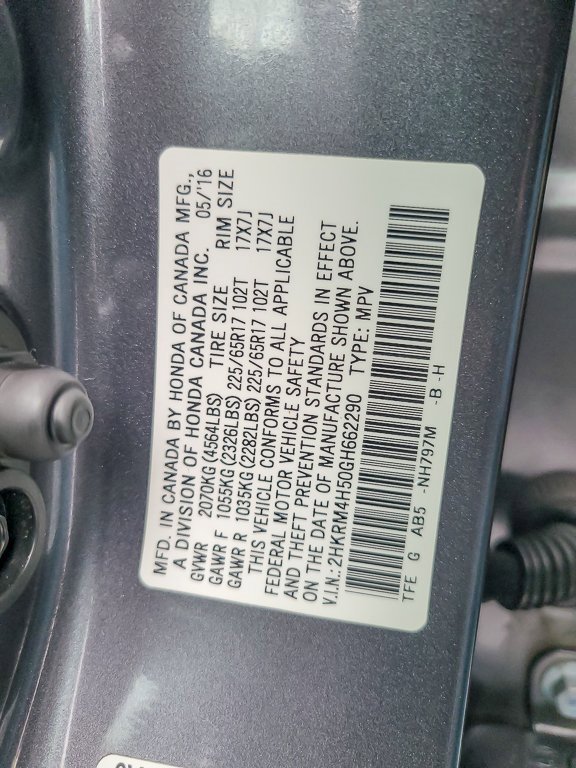 MFD. IN CANADA BY HONDA OF CANADA MFG.,
A DIVISION OF HONDA CANADA INC. 05/'16
GVWR 2070KG (4564LBS) TIRE SIZE RIM SIZE
GAWR F 1055KG (2326LBS) 225/65R17 102T 17X7J
GAWR R 1035KG (2282LBS) 225/65R17 102T 17X7J
THIS VEHICLE CONFORMS TO ALL APPLICABLE
FEDERAL MOTOR VEHICLE SAFETY
AND THEFT PREVENTION STANDARDS IN EFFECT
ON THE DATE OF MANUFACTURE SHOWN ABOVE.
V.I.N.: 2HKRM4H50GH662290 TYPE: MPV
TFE G AB5 -NH797M -B -H